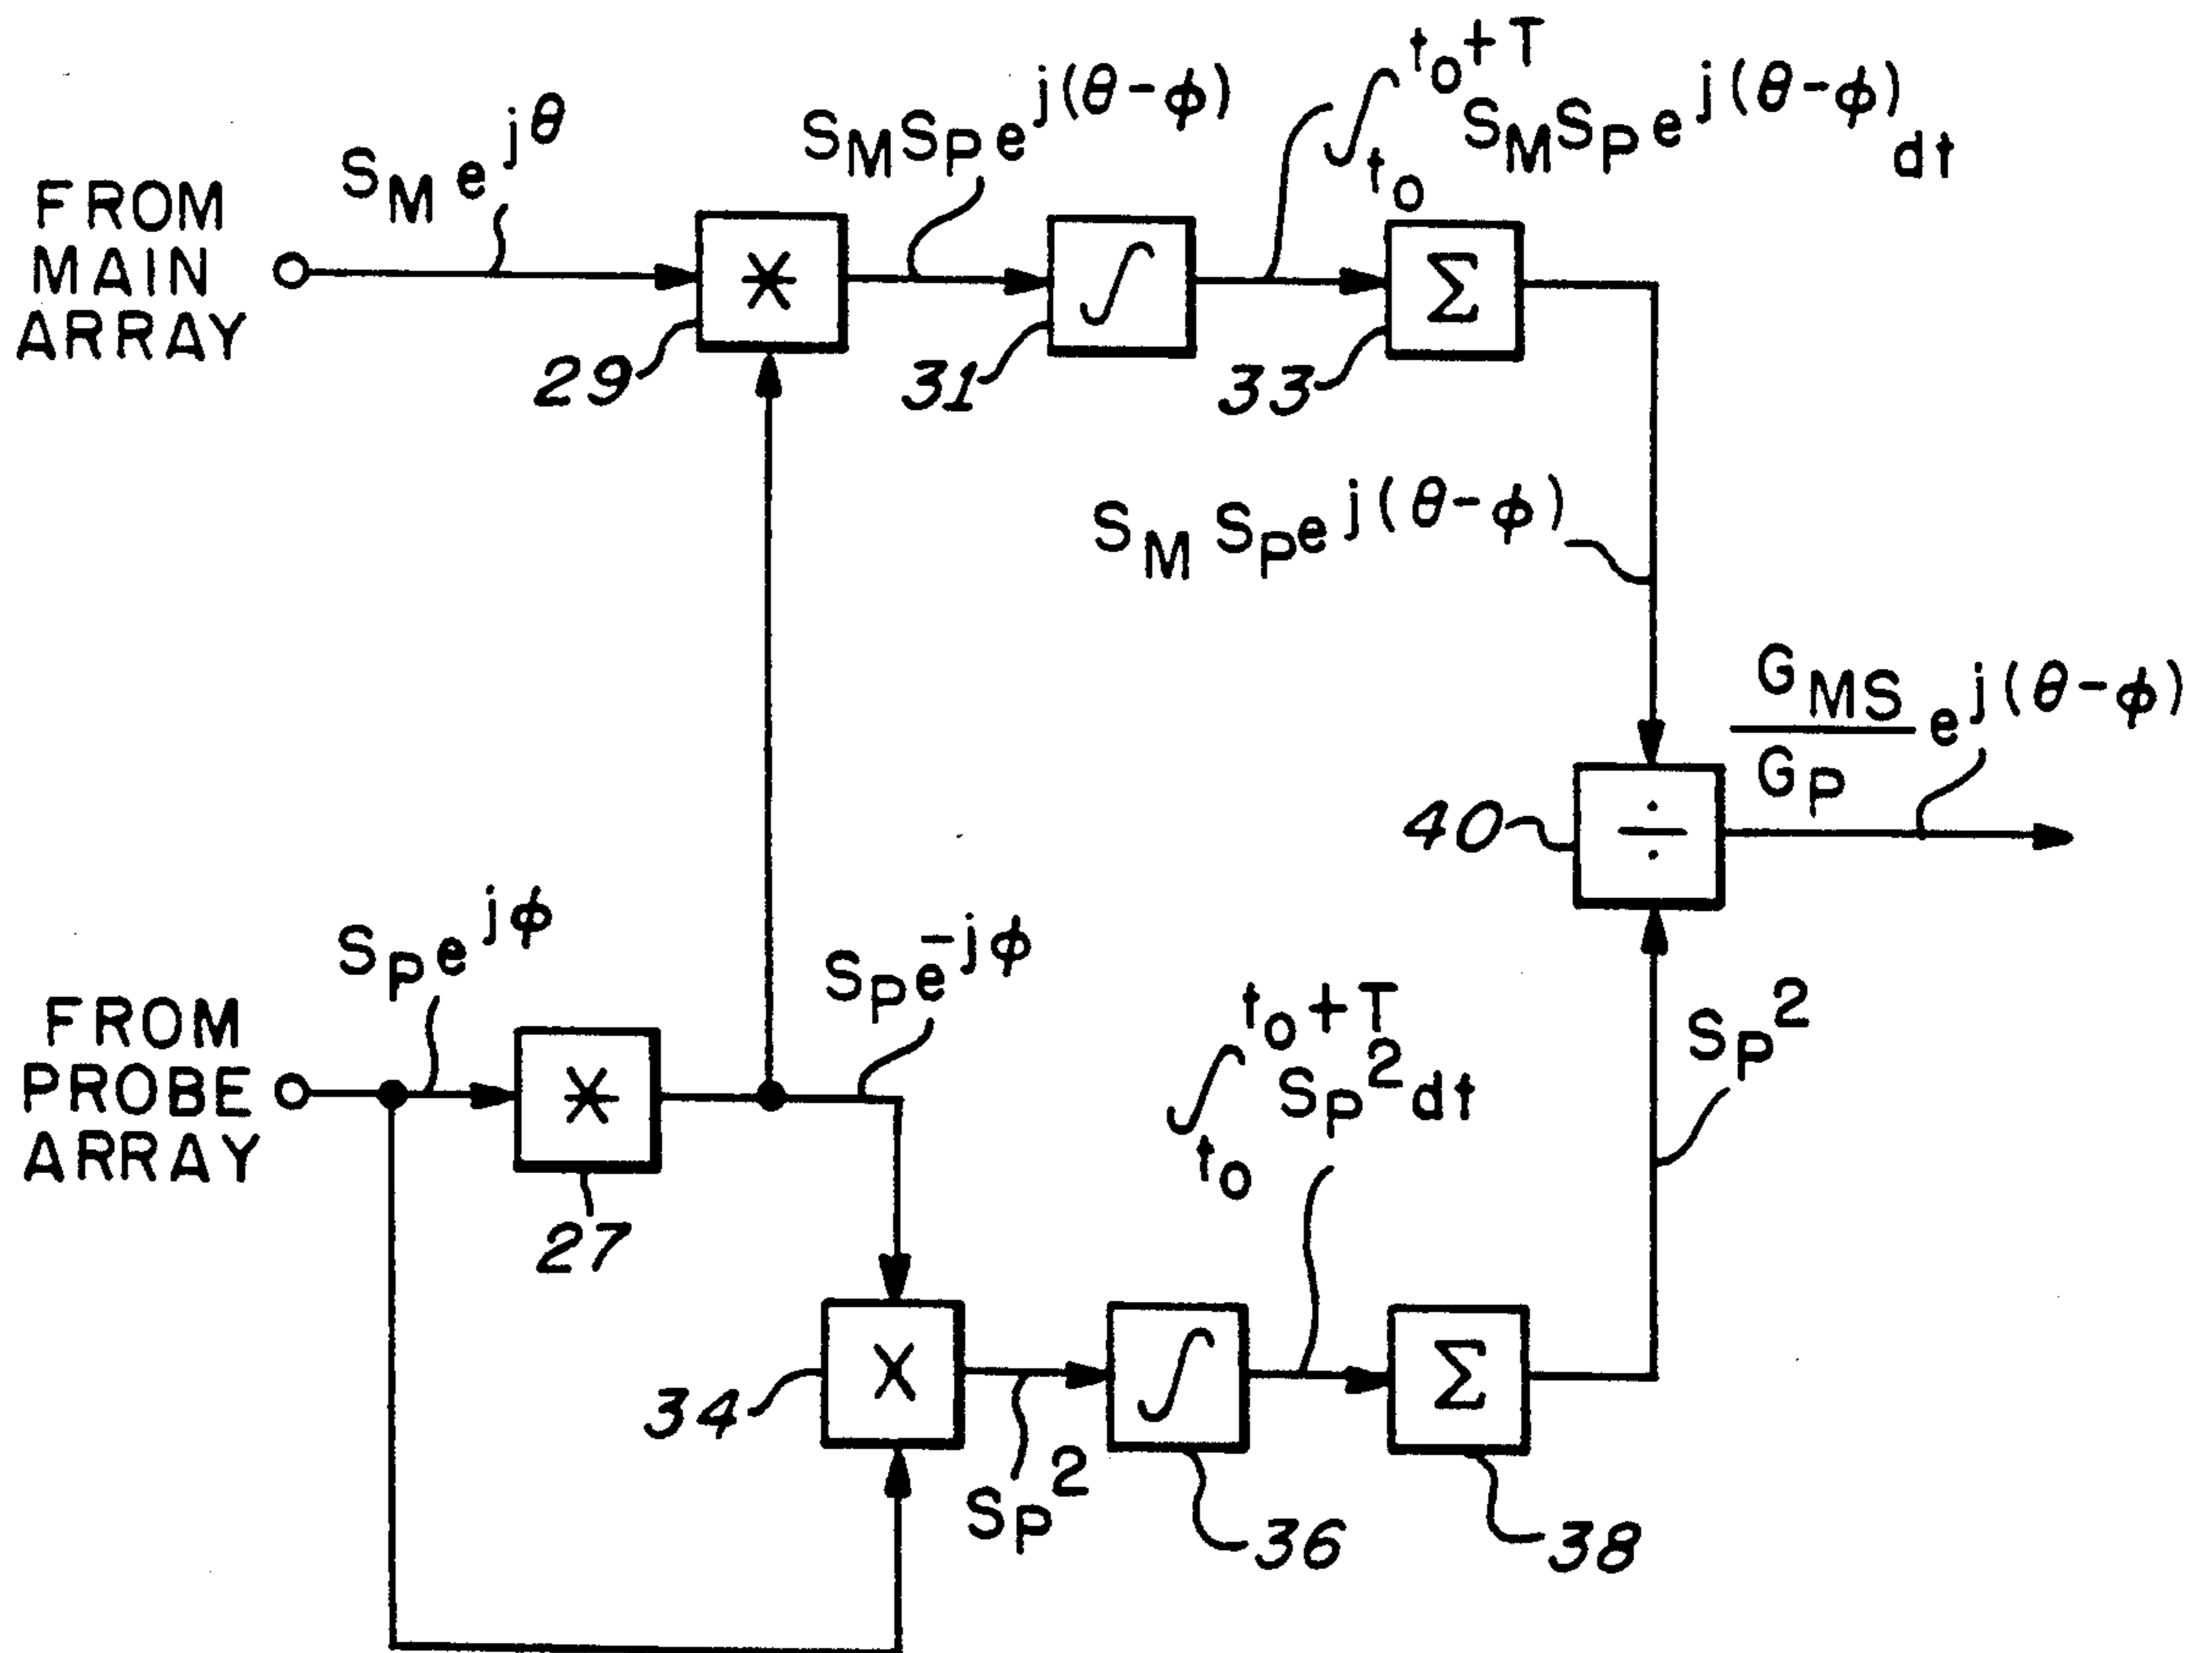 FROM
MAIN
ARRAY
S_M e^{jθ}
*
29
S_M S_P e^{j(θ-ϕ)}
∫
31
∫_{t_0}^{t_0+T} S_M S_P e^{j(θ-ϕ)} dt
Σ
33
S_M S_P e^{j(θ-ϕ)}
÷
40
G_{MS}/G_P e^{j(θ-ϕ)}
FROM
PROBE
ARRAY
S_P e^{jϕ}
*
27
S_P e^{-jϕ}
X
34
S_P^2
∫
36
∫_{t_0}^{t_0+T} S_P^2 dt
Σ
38
S_P^2